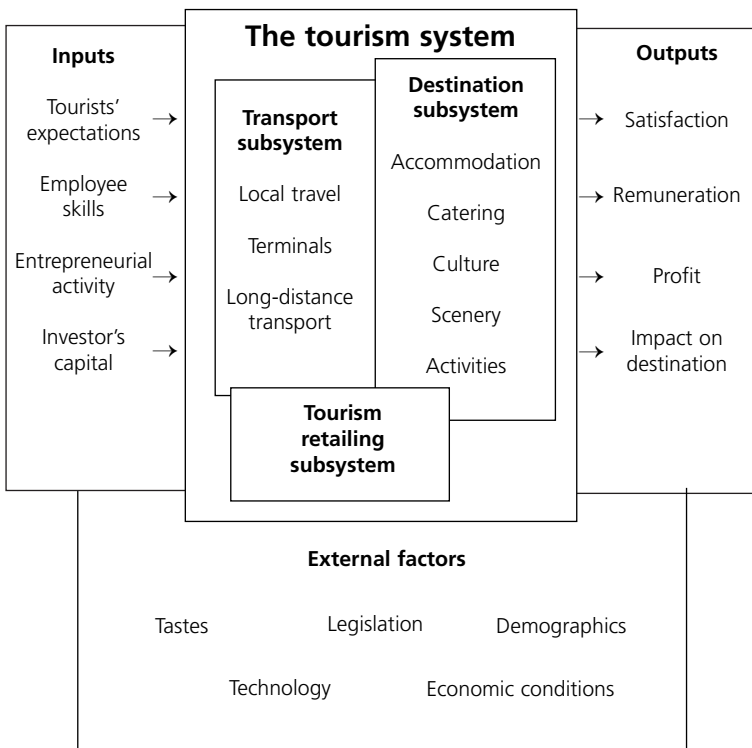 The tourism system
Inputs
Tourists’
expectations
Employee
skills
Entrepreneurial
activity
Investor’s
capital
Transport
subsystem
Local travel
Terminals
Long-distance
transport
Destination
subsystem
Accommodation
Catering
Culture
Scenery
Activities
Tourism
retailing
subsystem
Outputs
Satisfaction
Remuneration
Profit
Impact on
destination
External factors
Tastes
Legislation
Demographics
Technology
Economic conditions